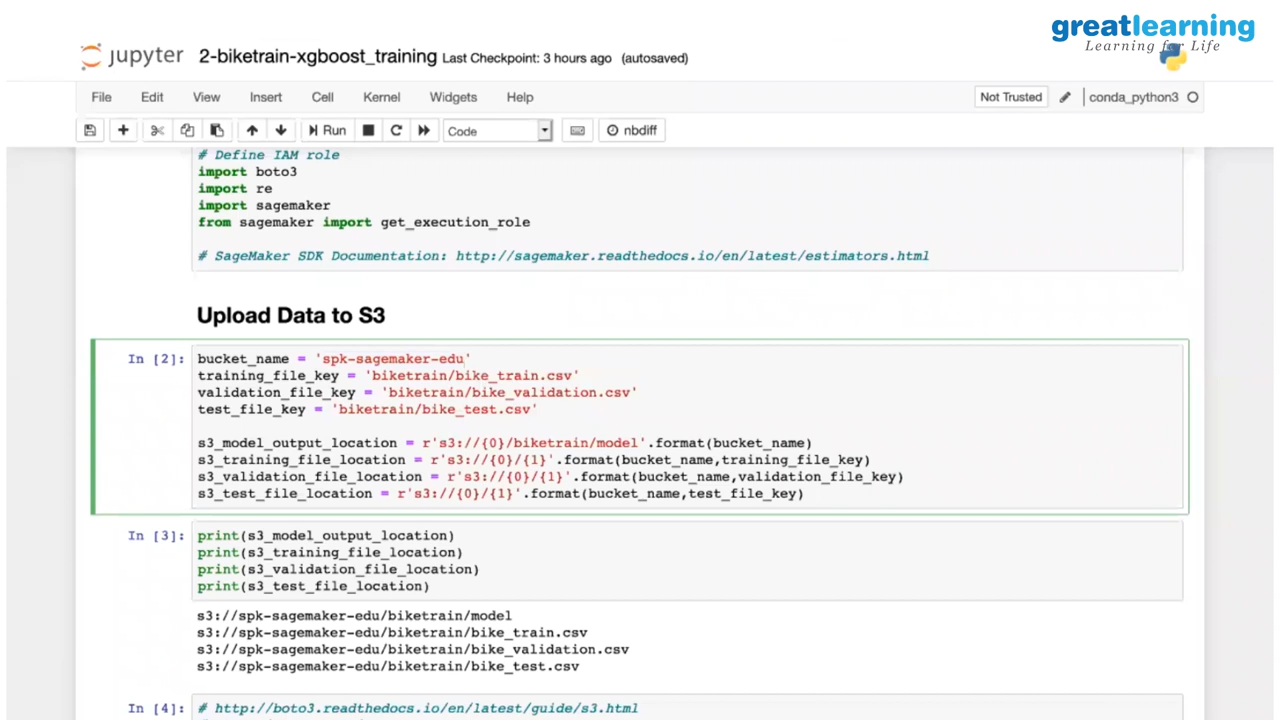 greatlearning
Learning for Life
jupyter 2-biketrain-xgboost_training Last Checkpoint: 3 hours ago (autosaved)
File Edit View Insert Cell Kernel Widgets Help Not Trusted conda_python3
Run Code nbdiff
# Define IAM role
import boto3
import re
import sagemaker
from sagemaker import get_execution_role
# SageMaker SDK Documentation: http://sagemaker.readthedocs.io/en/latest/estimators.html
Upload Data to S3
In [2]: bucket_name = 'spk-sagemaker-edu'
training_file_key = 'biketrain/bike_train.csv'
validation_file_key = 'biketrain/bike_validation.csv'
test_file_key = 'biketrain/bike_test.csv'
s3_model_output_location = r's3://{0}/biketrain/model'.format(bucket_name)
s3_training_file_location = r's3://{0}/{1}'.format(bucket_name,training_file_key)
s3_validation_file_location = r's3://{0}/{1}'.format(bucket_name,validation_file_key)
s3_test_file_location = r's3://{0}/{1}'.format(bucket_name,test_file_key)
In [3]: print(s3_model_output_location)
print(s3_training_file_location)
print(s3_validation_file_location)
print(s3_test_file_location)
s3://spk-sagemaker-edu/biketrain/model
s3://spk-sagemaker-edu/biketrain/bike_train.csv
s3://spk-sagemaker-edu/biketrain/bike_validation.csv
s3://spk-sagemaker-edu/biketrain/bike_test.csv
In [4]: # http://boto3.readthedocs.io/en/latest/guide/s3.html